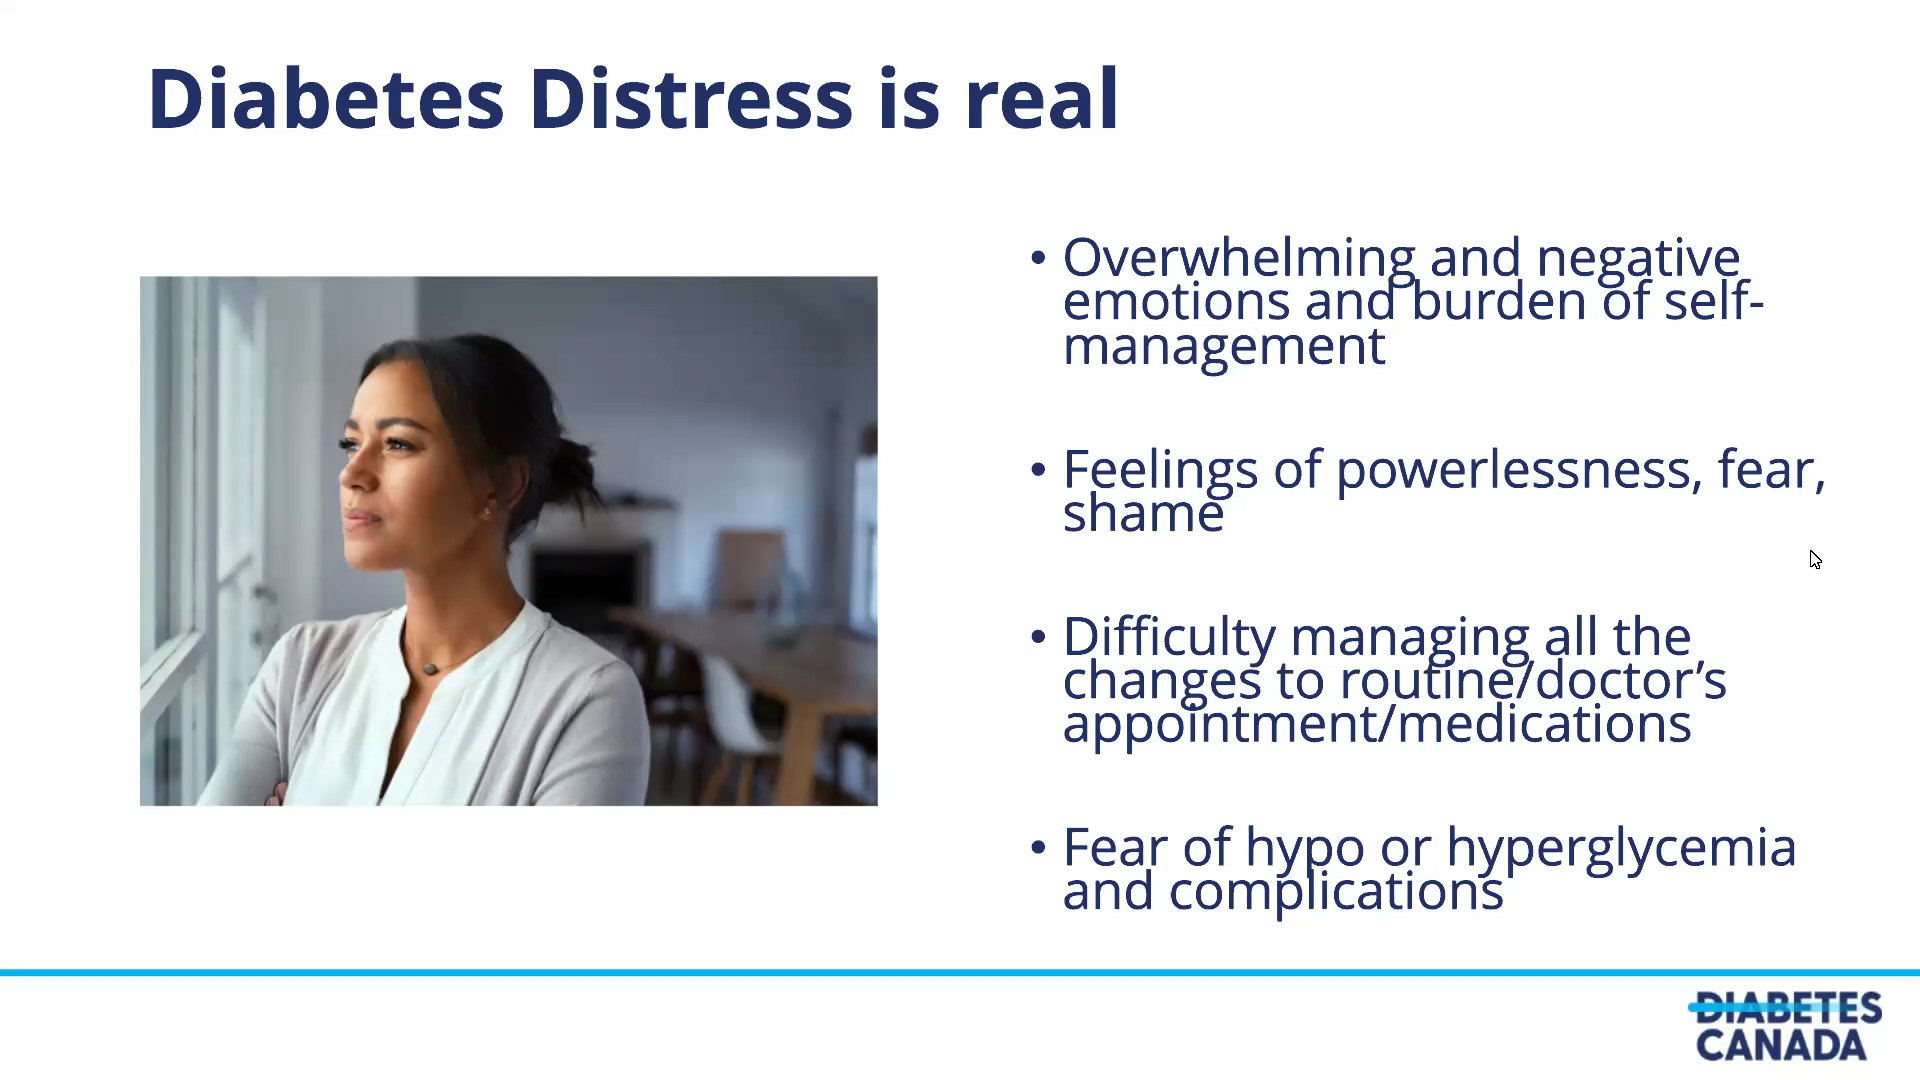 Diabetes Distress is real
• Overwhelming and negative
emotions and burden of self-
management
• Feelings of powerlessness, fear,
shame
• Difficulty managing all the
changes to routine/doctor’s
appointment/medications
• Fear of hypo or hyperglycemia
and complications
DIABETES
CANADA